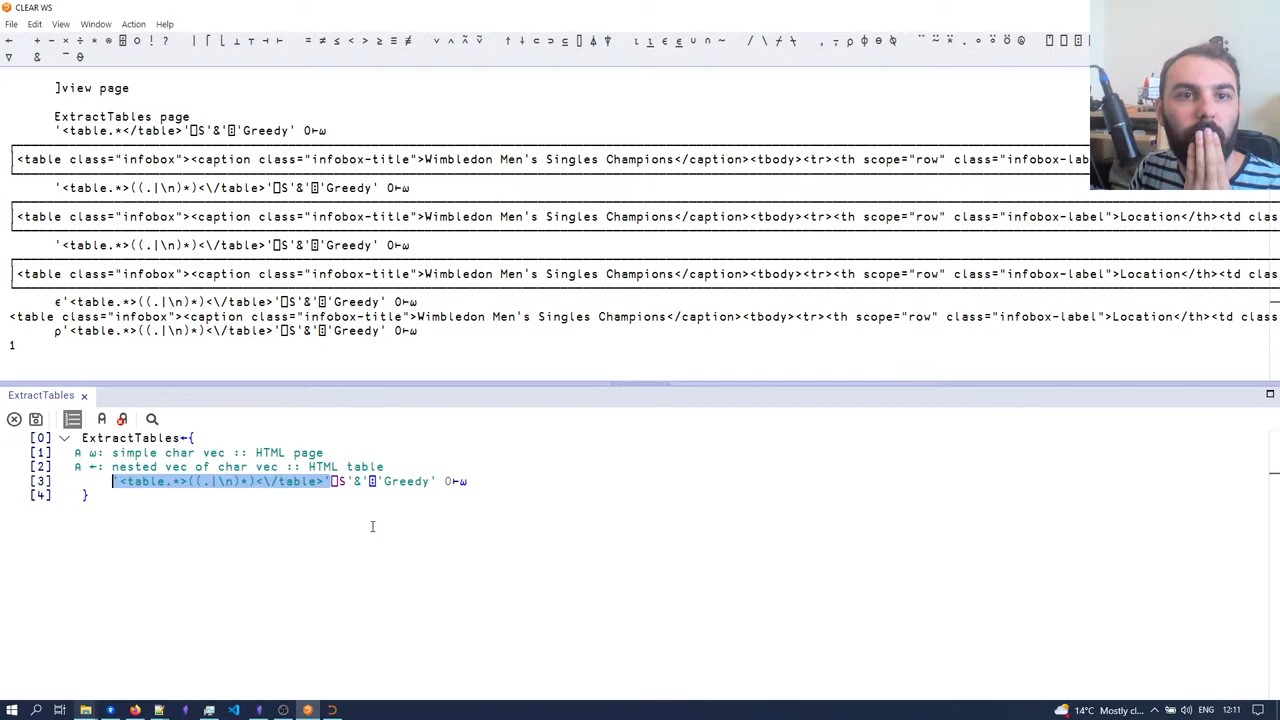 CLEAR WS
File Edit View Window Action Help
← + - × ÷ * ⍟ ⌹ ○ ! ? | ⌈ ⌊ ⊥ ⊤ ⊣ ⊢ = ≠ ≤ < > ≥ ≡ ≢ ∨ ∧ ⍲ ⍱ ↑ ↓ ⊂ ⊃ ⊆ ⌷ ⍋ ⍒ ⍳ ⍸ ∊ ⍷ ∪ ∩ ~ / \ ⌿ ⍀ , ⍪ ⍴ ⌽ ⊖ ⍉ ¨ ⍨ ⍣ . ∘ ⍤ ⍥ @
∇ & ¯ ⍬
]view page
ExtractTables page
'<table.*</table>'⎕S'&'⍠'Greedy' 0⊢⍵
<table class="infobox"><caption class="infobox-title">Wimbledon Men's Singles Champions</caption><tbody><tr><th scope="row" class="infobox-lab
'<table.*>((.|\n)*)<\/table>'⎕S'&'⍠'Greedy' 0⊢⍵
<table class="infobox"><caption class="infobox-title">Wimbledon Men's Singles Champions</caption><tbody><tr><th scope="row" class="infobox-label">Location</th><td class
'<table.*>((.|\n)*)<\/table>'⎕S'&'⍠'Greedy' 0⊢⍵
<table class="infobox"><caption class="infobox-title">Wimbledon Men's Singles Champions</caption><tbody><tr><th scope="row" class="infobox-label">Location</th><td class
∊'<table.*>((.|\n)*)<\/table>'⎕S'&'⍠'Greedy' 0⊢⍵
<table class="infobox"><caption class="infobox-title">Wimbledon Men's Singles Champions</caption><tbody><tr><th scope="row" class="infobox-label">Location</th><td class
⍴'<table.*>((.|\n)*)<\/table>'⎕S'&'⍠'Greedy' 0⊢⍵
1
ExtractTables
[0] ExtractTables←{
[1] ⍝ ⍵: simple char vec :: HTML page
[2] ⍝ ←: nested vec of char vec :: HTML table
[3] '<table.*>((.|\n)*)<\/table>'⎕S'&'⍠'Greedy' 0⊢⍵
[4] }
14°C Mostly cl... ENG 12:11